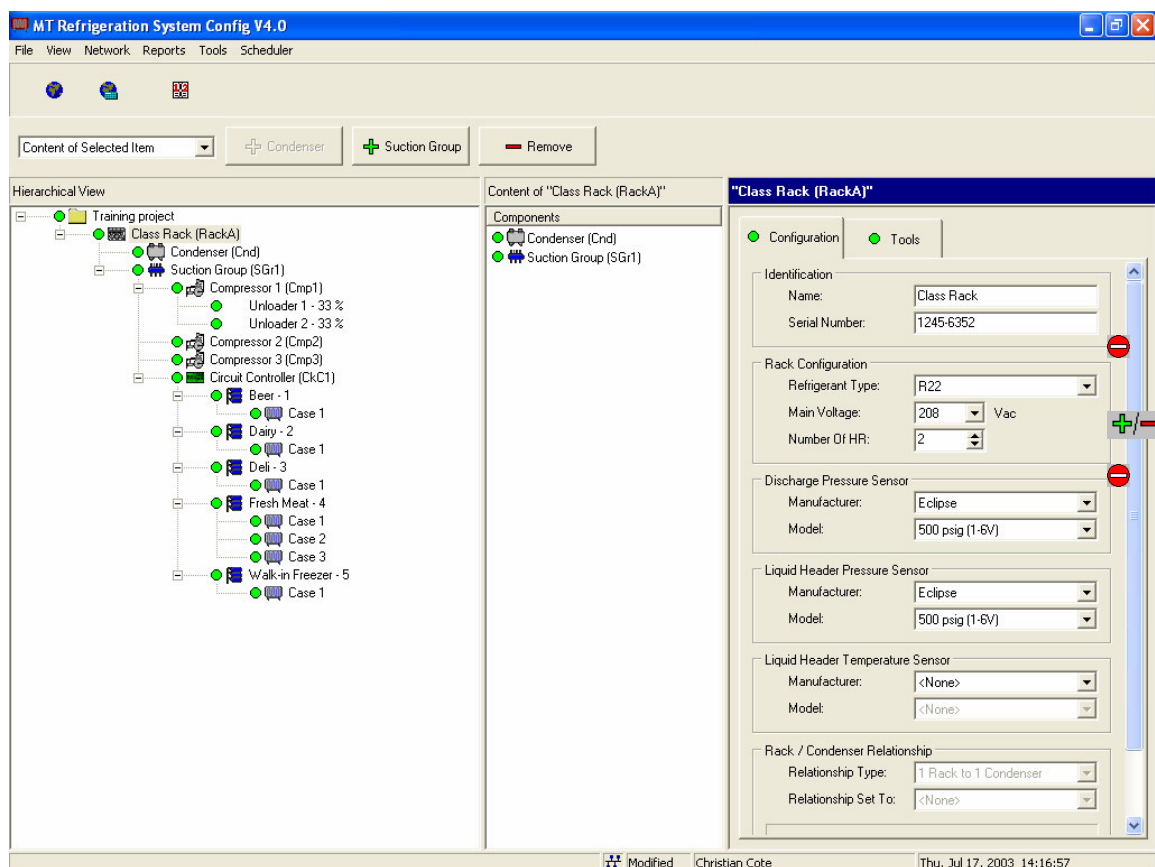 MT Refrigeration System Config V4.0
File View Network Reports Tools Scheduler
Content of Selected Item Condenser Suction Group Remove
Hierarchical View
Training project
Class Rack (RackA)
Condenser (Cnd)
Suction Group (SGr1)
Compressor 1 (Cmp1)
Unloader 1 - 33 %
Unloader 2 - 33 %
Compressor 2 (Cmp2)
Compressor 3 (Cmp3)
Circuit Controller (CkC1)
Beer - 1
Case 1
Dairy - 2
Case 1
Deli - 3
Case 1
Fresh Meat - 4
Case 1
Case 2
Case 3
Walk-in Freezer - 5
Case 1
Content of "Class Rack (RackA)"
Components
Condenser (Cnd)
Suction Group (SGr1)
"Class Rack (RackA)"
Configuration Tools
Identification
Name: Class Rack
Serial Number: 1245-6352
Rack Configuration
Refrigerant Type: R22
Main Voltage: 208 Vac
Number Of HR: 2
Discharge Pressure Sensor
Manufacturer: Eclipse
Model: 500 psig (1-6V)
Liquid Header Pressure Sensor
Manufacturer: Eclipse
Model: 500 psig (1-6V)
Liquid Header Temperature Sensor
Manufacturer: <None>
Model: <None>
Rack / Condenser Relationship
Relationship Type: 1 Rack to 1 Condenser
Relationship Set To: <None>
Modified Christian Cote Thu, Jul 17, 2003 14:16:57